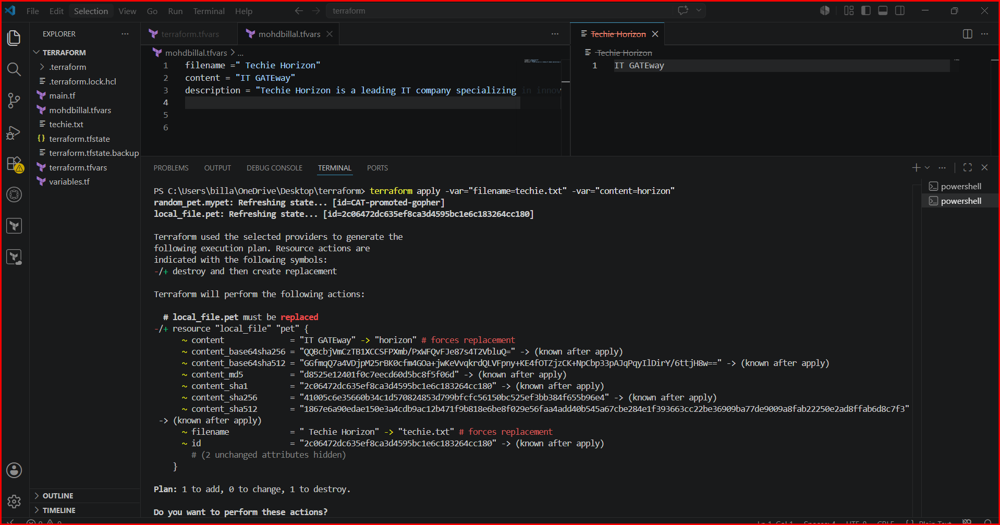 File Edit Selection View Go Run Terminal Help
terraform
EXPLORER
TERRAFORM
.terraform
.terraform.lock.hcl
main.tf
mohdbillal.tfvars
techie.txt
terraform.tfstate
terraform.tfstate.backup
terraform.tfvars
variables.tf
OUTLINE
TIMELINE
terraform.tfvars
mohdbillal.tfvars
mohdbillal.tfvars > ...
1 filename =" Techie Horizon"
2 content = "IT GATEway"
3 description = "Techie Horizon is a leading IT company specializing in innov
4
5
6
Techie Horizon
Techie Horizon
1 IT GATEway
PROBLEMS OUTPUT DEBUG CONSOLE TERMINAL PORTS
powershell
powershell
PS C:\Users\billa\OneDrive\Desktop\terraform> terraform apply -var="filename=techie.txt" -var="content=horizon"
random_pet.mypet: Refreshing state... [id=CAT-promoted-gopher]
local_file.pet: Refreshing state... [id=2c06472dc635ef8ca3d4595bc1e6c183264cc180]
Terraform used the selected providers to generate the
following execution plan. Resource actions are
indicated with the following symbols:
-/+ destroy and then create replacement
Terraform will perform the following actions:
# local_file.pet must be replaced
-/+ resource "local_file" "pet" {
~ content = "IT GATEway" -> "horizon" # forces replacement
~ content_base64sha256 = "QQBcbjVmCzTB1XCCSFPXmb/PxWFQvFJe87s4T2VbluQ=" -> (known after apply)
~ content_base64sha512 = "GGfmqQ7a4VDjpM25rBK0cfm4GOa+jwKeVvqkrdQLVFpny+KE4fOTZjzCK+NpCbp33pAJqPqyIlDirY/6ttjH8w==" -> (known after apply)
~ content_md5 = "d8525e12401f0c7eecd60d5bc8f5f06d" -> (known after apply)
~ content_sha1 = "2c06472dc635ef8ca3d4595bc1e6c183264cc180" -> (known after apply)
~ content_sha256 = "41005c6e35660b34c1d570824853d799bfcfc56150bc525ef3bb384f655b96e4" -> (known after apply)
~ content_sha512 = "1867e6a90edae150e3a4cdb9ac12b471f9b818e6be8f029e56faa4add40b545a67cbe284e1f393663cc22be36909ba77de9009a8fab22250e2ad8ffab6d8c7f3"
-> (known after apply)
~ filename = " Techie Horizon" -> "techie.txt" # forces replacement
~ id = "2c06472dc635ef8ca3d4595bc1e6c183264cc180" -> (known after apply)
# (2 unchanged attributes hidden)
}
Plan: 1 to add, 0 to change, 1 to destroy.
Do you want to perform these actions?